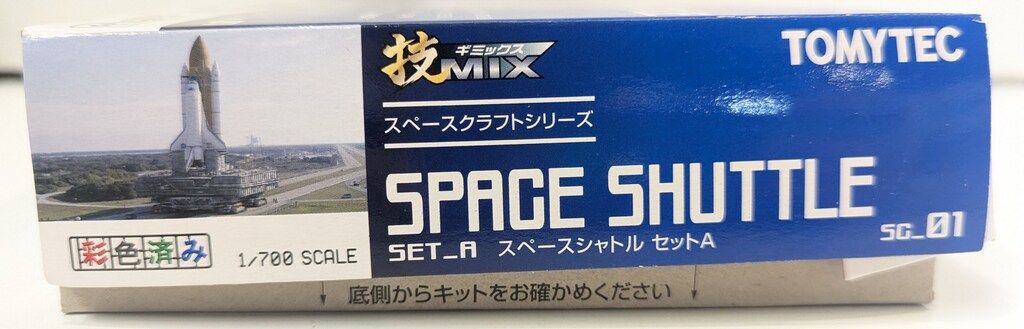 技MIX
ギミックス
TOMYTEC
スペースクラフトシリーズ
SPACE SHUTTLE
SET_A スペースシャトル セットA
SC_01
彩色済み
1/700 SCALE
底側からキットをお確かめください